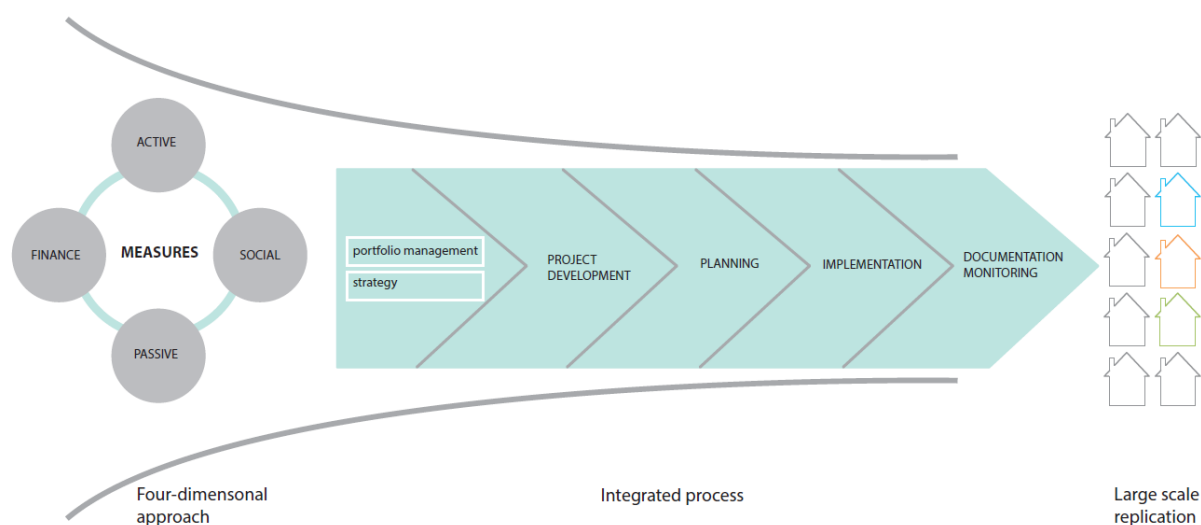 ACTIVE
FINANCE
MEASURES
SOCIAL
PASSIVE
portfolio management
strategy
PROJECT
DEVELOPMENT
PLANNING
IMPLEMENTATION
DOCUMENTATION
MONITORING
Four-dimensonal
approach
Integrated process
Large scale
replication